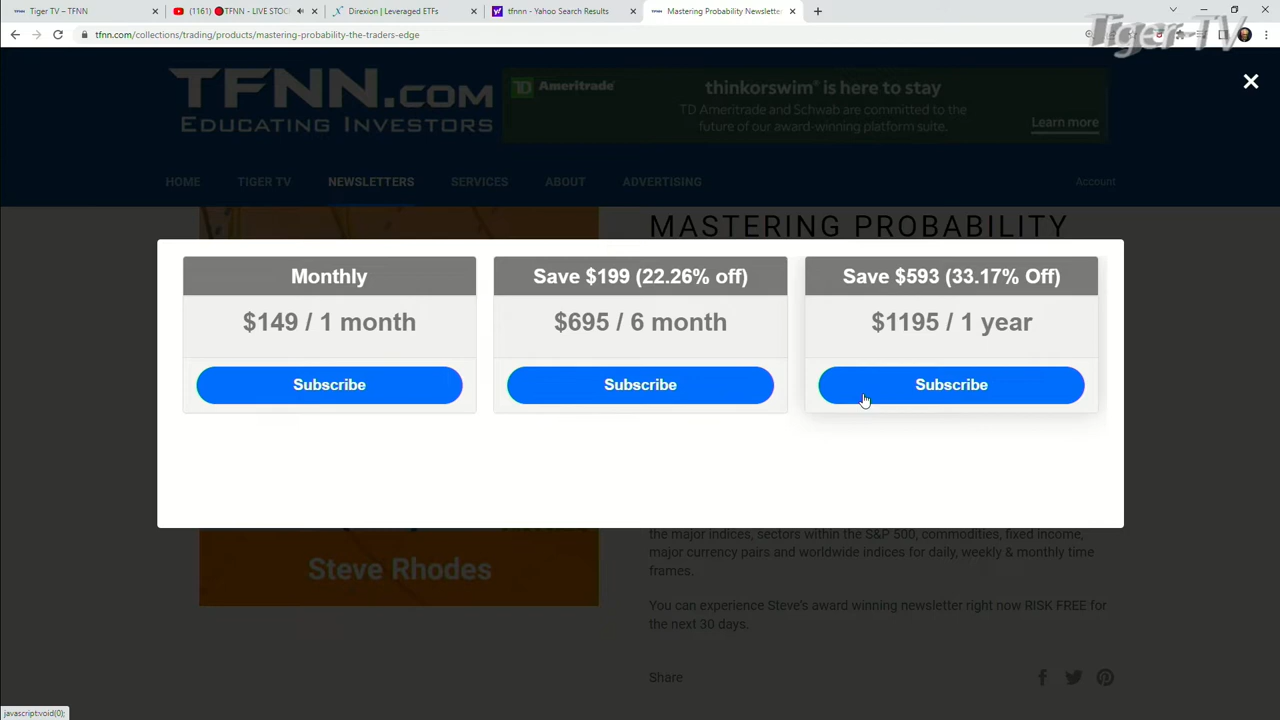 Tiger TV – TFNN
(1161) 🔴TFNN - LIVE STOC
Direxion | Leveraged ETFs
tfnnn - Yahoo Search Results
Mastering Probability Newslette
tfnn.com/collections/trading/products/mastering-probability-the-traders-edge
Tiger TV
TFNN.COM
EDUCATING INVESTORS
TD Ameritrade
thinkorswim® is here to stay
TD Ameritrade and Schwab are committed to the
future of our award-winning platform suite.
Learn more
HOME
TIGER TV
NEWSLETTERS
SERVICES
ABOUT
ADVERTISING
Account
MASTERING PROBABILITY
Monthly
$149 / 1 month
Subscribe
Save $199 (22.26% off)
$695 / 6 month
Subscribe
Save $593 (33.17% Off)
$1195 / 1 year
Subscribe
Steve Rhodes
the major indices, sectors within the S&P 500, commodities, fixed income,
major currency pairs and worldwide indices for daily, weekly & monthly time
frames.
You can experience Steve's award winning newsletter right now RISK FREE for
the next 30 days.
Share
javascript:void(0);